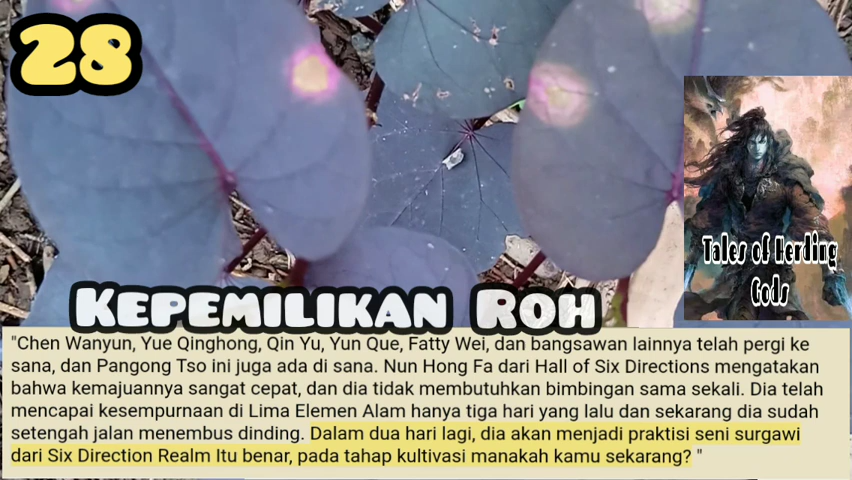 28
Tales of Herding
Gods
KEPEMILIKAN ROH
"Chen Wanyun, Yue Qinghong, Qin Yu, Yun Que, Fatty Wei, dan bangsawan lainnya telah pergi ke
sana, dan Pangong Tso ini juga ada di sana. Nun Hong Fa dari Hall of Six Directions mengatakan
bahwa kemajuannya sangat cepat, dan dia tidak membutuhkan bimbingan sama sekali. Dia telah
mencapai kesempurnaan di Lima Elemen Alam hanya tiga hari yang lalu dan sekarang dia sudah
setengah jalan menembus dinding. Dalam dua hari lagi, dia akan menjadi praktisi seni surgawi
dari Six Direction Realm Itu benar, pada tahap kultivasi manakah kamu sekarang? "